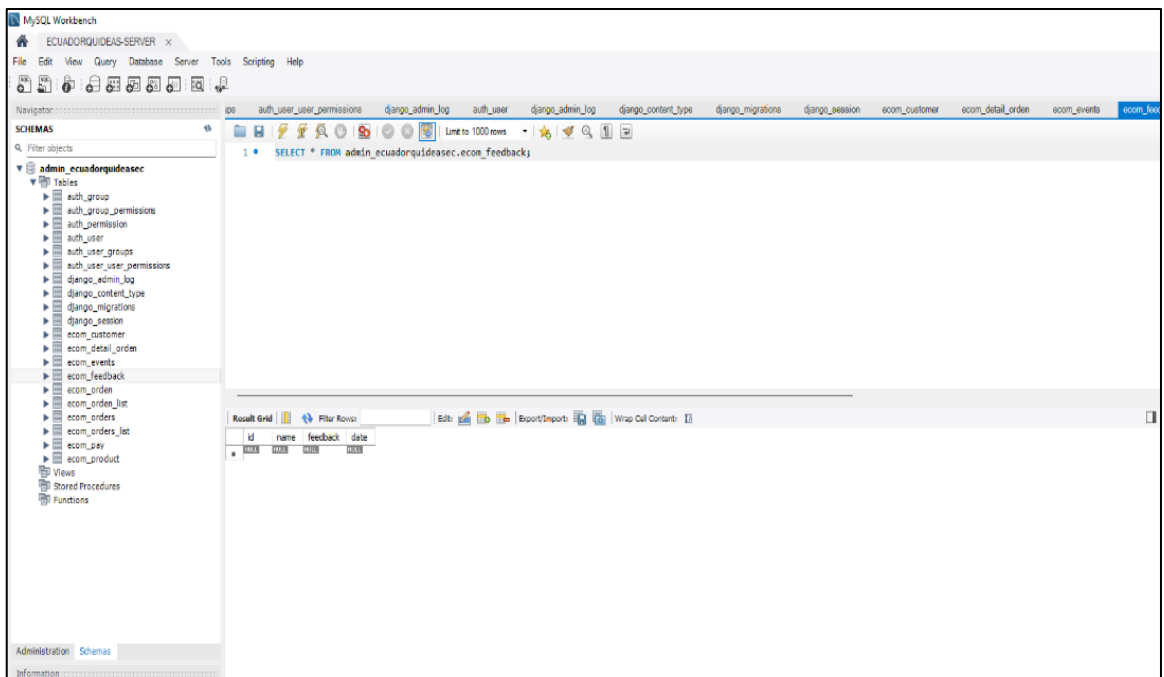 MySQL Workbench
ECUADORQUIDEAS-SERVER ×
File Edit View Query Database Server Tools Scripting Help
Navigator
auth_user_user_permissions django_admin_log auth_user django_admin_log django_content_type django_migrations django_session ecom_customer ecom_detail_orden ecom_events ecom_feed
SCHEMAS
Limit to 1000 rows
Filter objects
1 SELECT * FROM admin_ecuadorquideasec.ecom_feedback;
admin_ecuadorquideasec
Tables
auth_group
auth_group_permissions
auth_permission
auth_user
auth_user_groups
auth_user_user_permissions
django_admin_log
django_content_type
django_migrations
django_session
ecom_customer
ecom_detail_orden
ecom_events
ecom_feedback
ecom_orden
ecom_orden_list
ecom_orders
ecom_orders_list
ecom_pay
ecom_product
Views
Stored Procedures
Functions
Result Grid Filter Rows: Edit: Export/Import: Wrap Cell Content:
id name feedback date
NULL NULL NULL NULL
Administration Schemas
Information